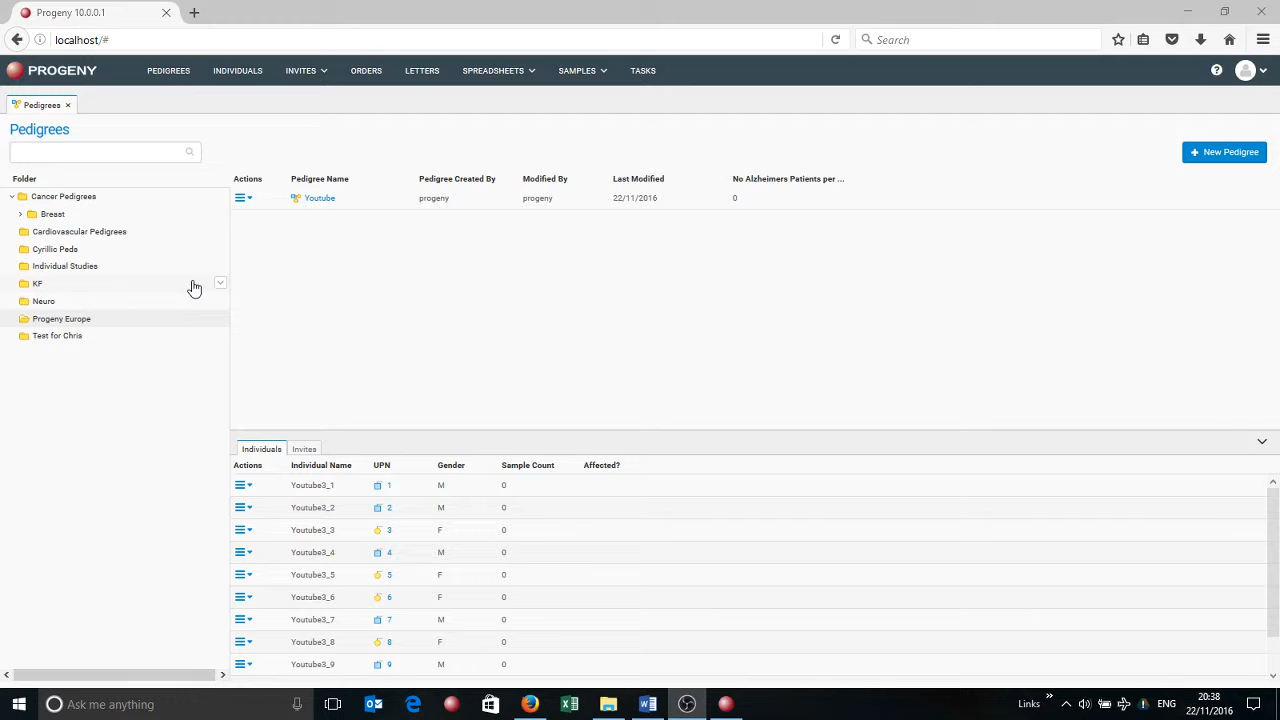 Progeny 10.0.0.1
localhost/#
Search
PROGENY PEDIGREES INDIVIDUALS INVITES ORDERS LETTERS SPREADSHEETS SAMPLES TASKS
Pedigrees
Pedigrees
+ New Pedigree
Folder
Cancer Pedigrees
Breast
Cardiovascular Pedigrees
Cyrillic Peds
Individual Studies
KF
Neuro
Progeny Europe
Test for Chris
Actions Pedigree Name Pedigree Created By Modified By Last Modified No Alzheimers Patients per ...
Youtube progeny progeny 22/11/2016 0
Individuals Invites
Actions Individual Name UPN Gender Sample Count Affected?
Youtube3_1 1 M 0
Youtube3_2 2 M 0
Youtube3_3 3 F 0
Youtube3_4 4 M 0
Youtube3_5 5 F 0
Youtube3_6 6 F 0
Youtube3_7 7 M 0
Youtube3_8 8 F 0
Youtube3_9 9 M 0
Ask me anything
Links ENG 20:38
22/11/2016